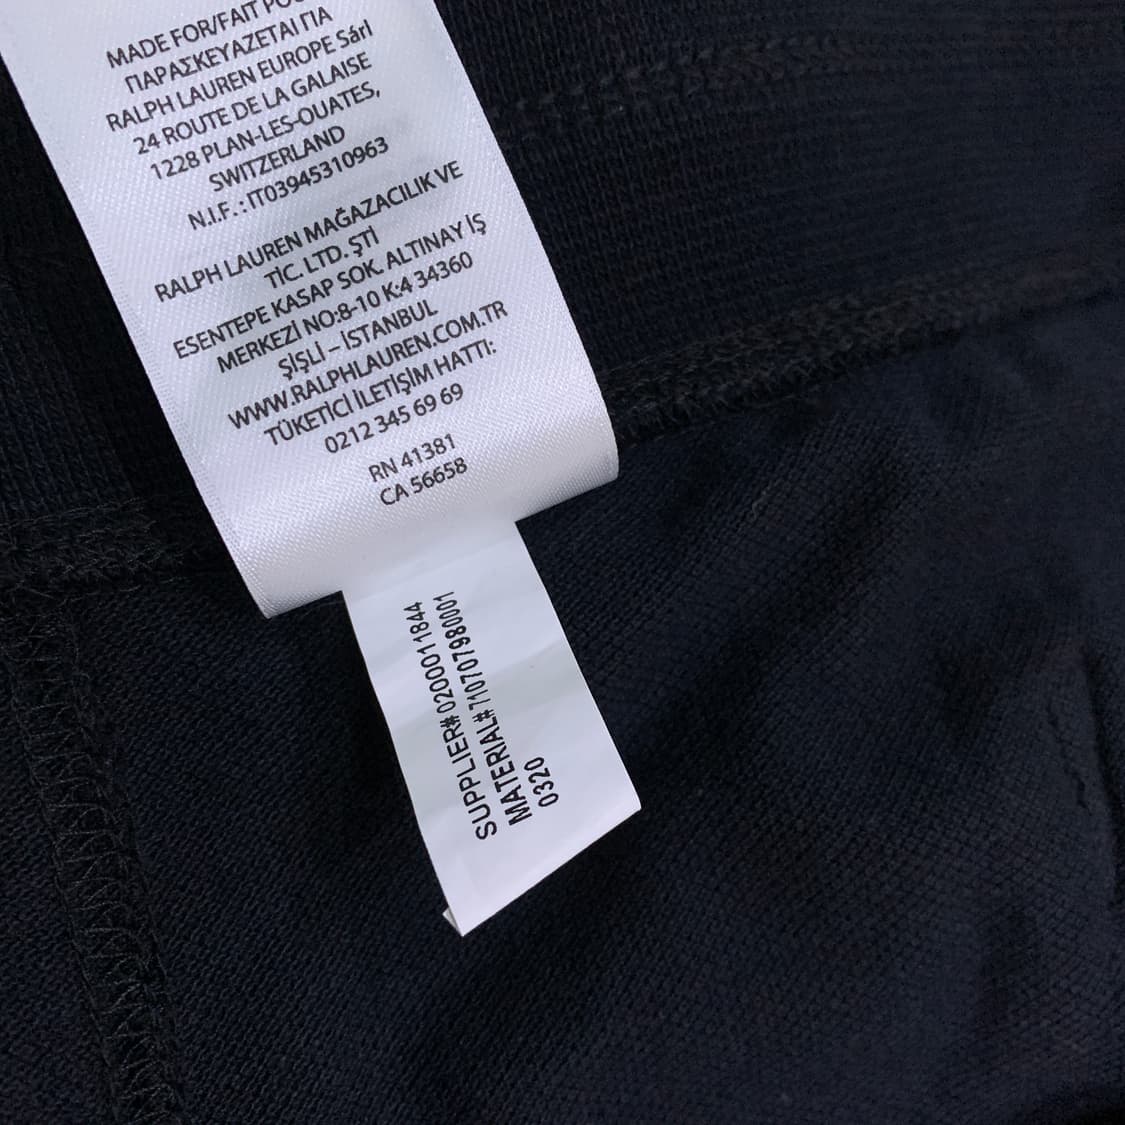 MADE FOR/FAIT
ΠΑΡΑΣΚΕΥΑΖΕΤΑΙ ΓΙΑ
RALPH LAUREN EUROPE Sárl
24 ROUTE DE LA GALAISE
1228 PLAN-LES-OUATES,
SWITZERLAND
N.I.F. : IT03945310963
RALPH LAUREN MAĞAZACILIK VE
TİC. LTD. ŞTİ
ESENTEPE KASAP SOK. ALTINAY İŞ
MERKEZİ NO:8-10 K:4 34360
ŞİŞLİ – İSTANBUL
WWW.RALPHLAUREN.COM.TR
TÜKETİCİ İLETİŞİM HATTI:
0212 345 69 69
RN 41381
CA 56658
SUPPLIER# 0200011844
MATERIAL# 710707980001
0320